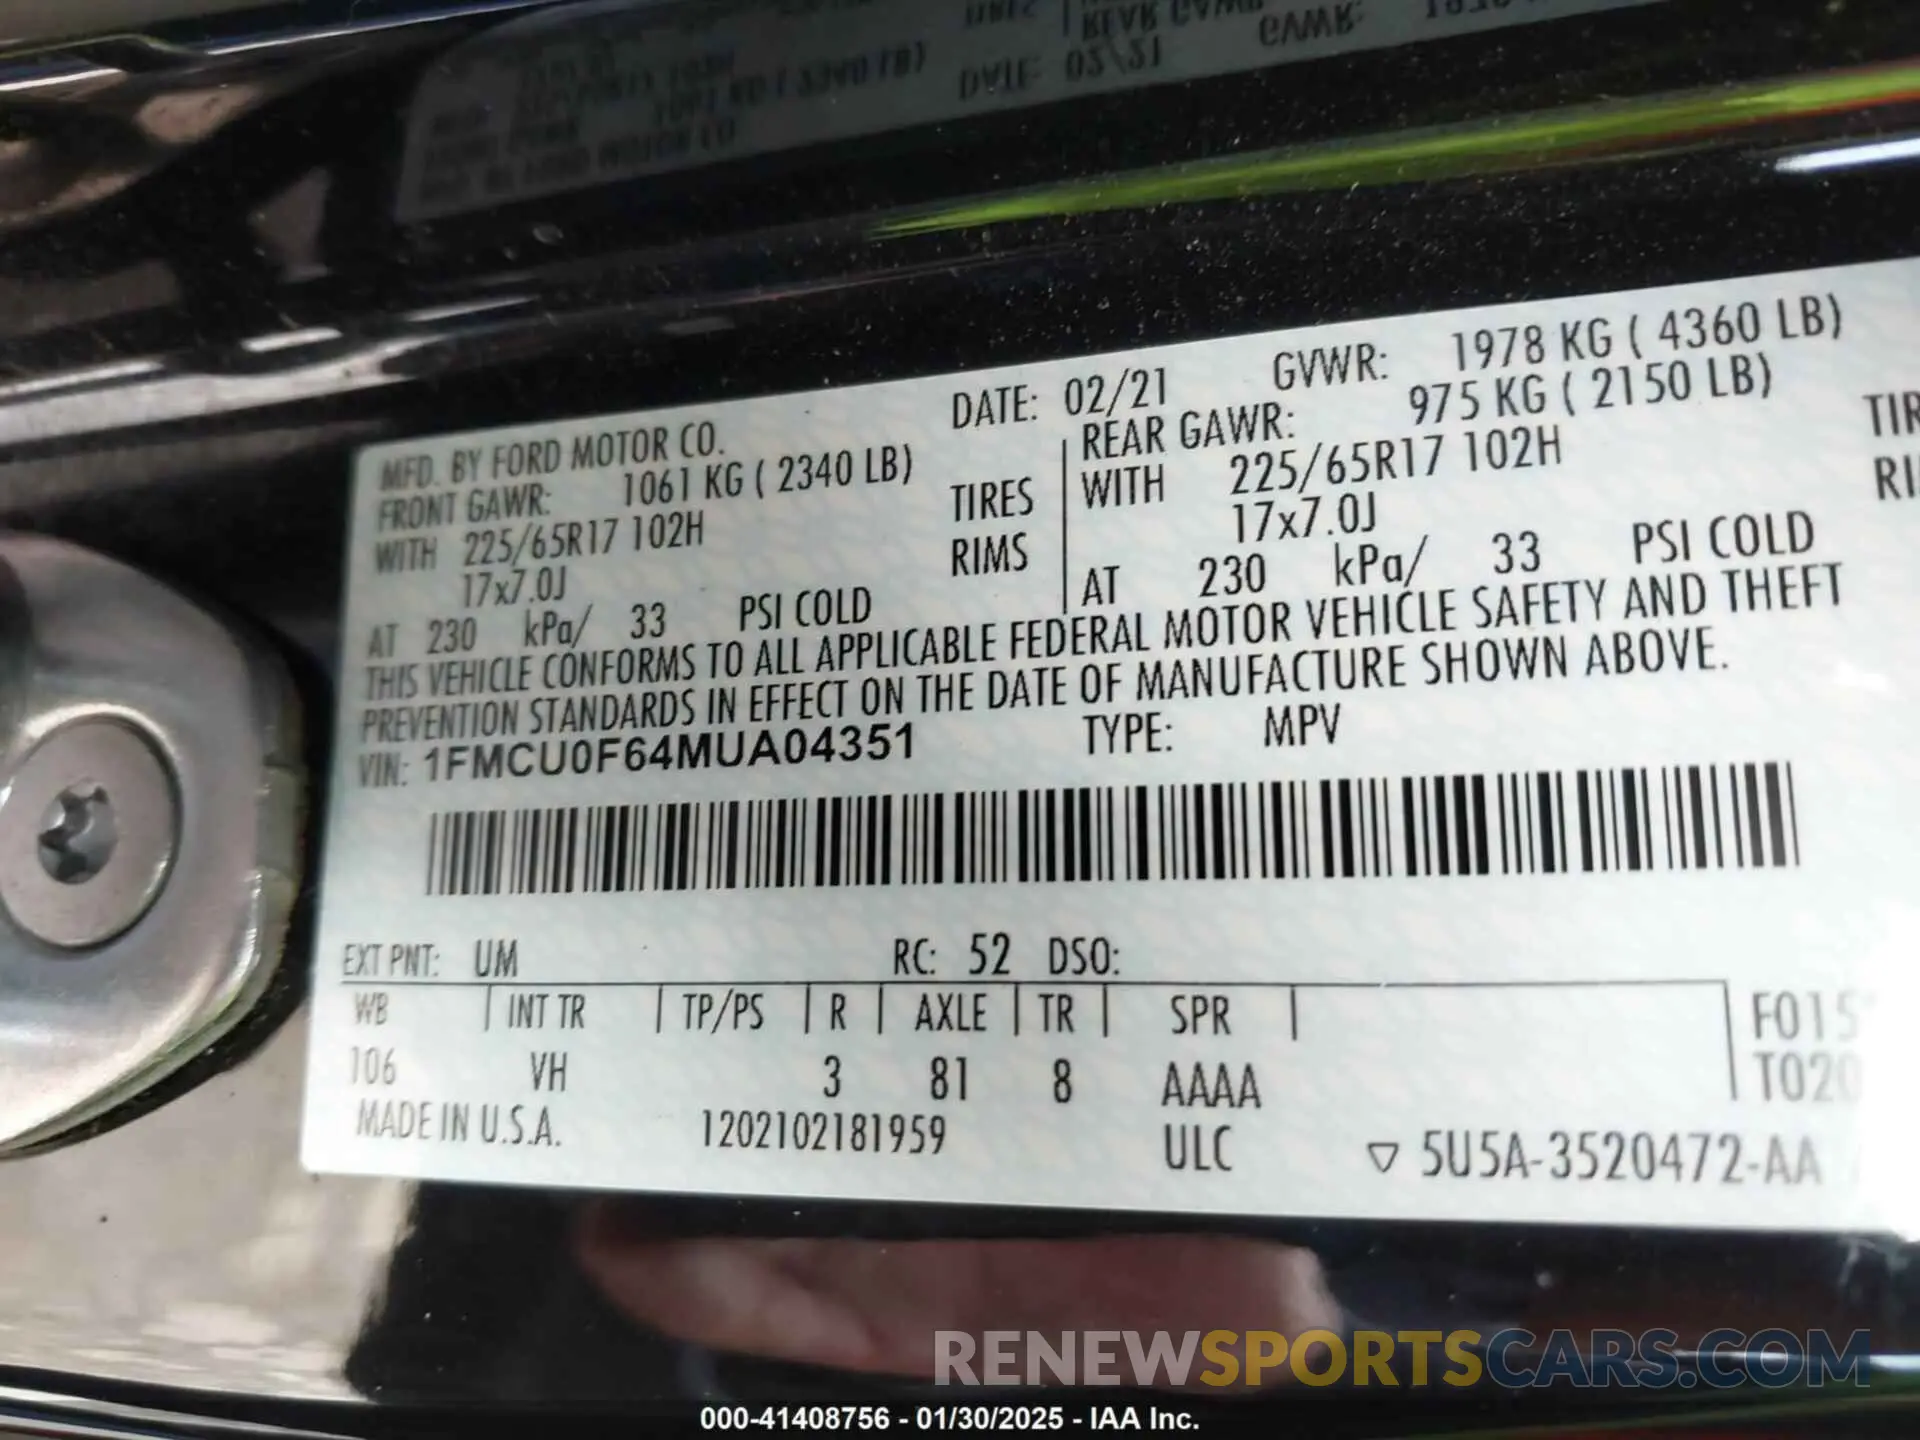 MFD. BY FORD MOTOR CO.
DATE: 02/21 GVWR: 1978 KG ( 4360 LB)
FRONT GAWR: 1061 KG ( 2340 LB)
REAR GAWR: 975 KG ( 2150 LB)
WITH 225/65R17 102H TIRES
WITH 225/65R17 102H TIR
17x7.0J RIMS
17x7.0J RI
AT 230 kPa/ 33 PSI COLD
AT 230 kPa/ 33 PSI COLD
THIS VEHICLE CONFORMS TO ALL APPLICABLE FEDERAL MOTOR VEHICLE SAFETY AND THEFT
PREVENTION STANDARDS IN EFFECT ON THE DATE OF MANUFACTURE SHOWN ABOVE.
VIN: 1FMCU0F64MUA04351 TYPE: MPV
EXT PNT: UM RC: 52 DSO:
WB INT TR TP/PS R AXLE TR SPR F015
106 VH 3 81 8 AAAA T020
MADE IN U.S.A. 1202102181959 ULC ▽ 5U5A-3520472-AA
RENEWSPORTSCARS.COM
000-41408756 - 01/30/2025 - IAA Inc.